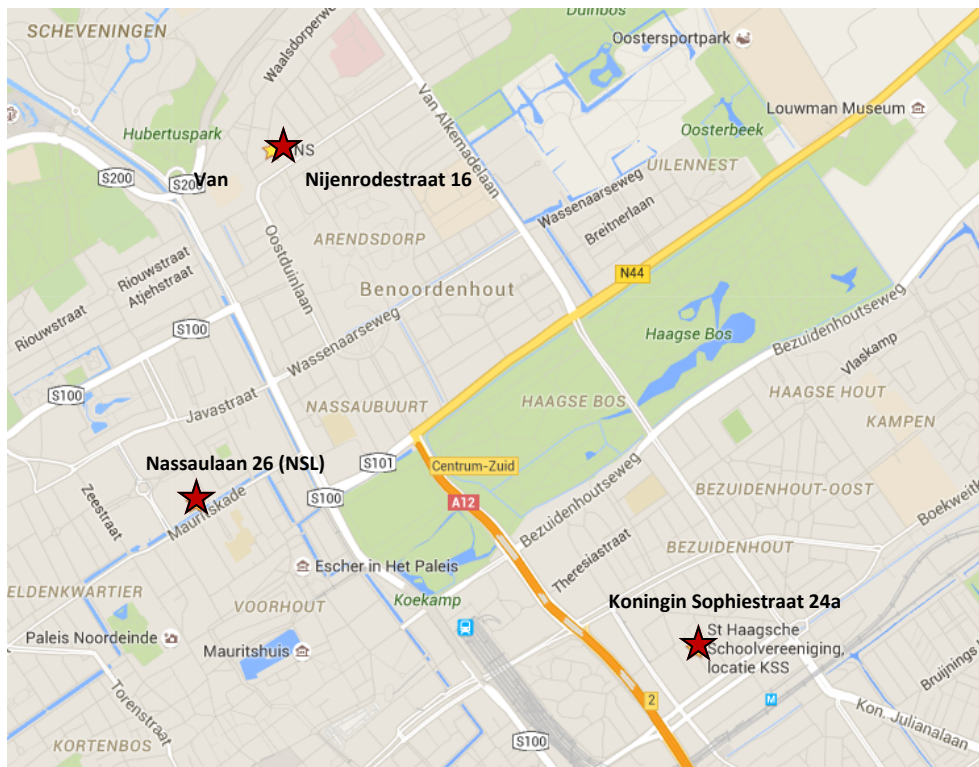 Duinbos
SCHEVENINGEN
Oostersportpark
Waalsdorperweg
Van Alkemadelaan
Louwman Museum
Hubertuspark
Oosterbeek
NS
UILENNEST
S200
S200
Van Nijenrodestraat 16
Wassenaarseweg
Breitnerlaan
ARENDSDORP
Oostduinlaan
Riouwstraat
Atjehstraat
N44
Benoordenhout
Riouwstraat
S100
Haagse Bos
Bezuidenhoutseweg
Wassenaarseweg
Vlaskamp
S100
Javastraat
NASSAUBUURT
HAAGSE BOS
HAAGSE HOUT
KAMPEN
Nassaulaan 26 (NSL)
S101
Centrum-Zuid
Zeestraat
S100
A12
BEZUIDENHOUT-OOST
Mauritskade
Bezuidenhoutseweg
Boekweitk
BEZUIDENHOUT
Theresiastraat
Escher in Het Paleis
ELDENKWARTIER
VOORHOUT
Koekamp
Koningin Sophiestraat 24a
St Haagsche
Schoolvereeniging,
locatie KSS
Paleis Noordeinde
Mauritshuis
Bruijnings
Torenstraat
M
2
Kon. Julianalaan
S100
KORTENBOS